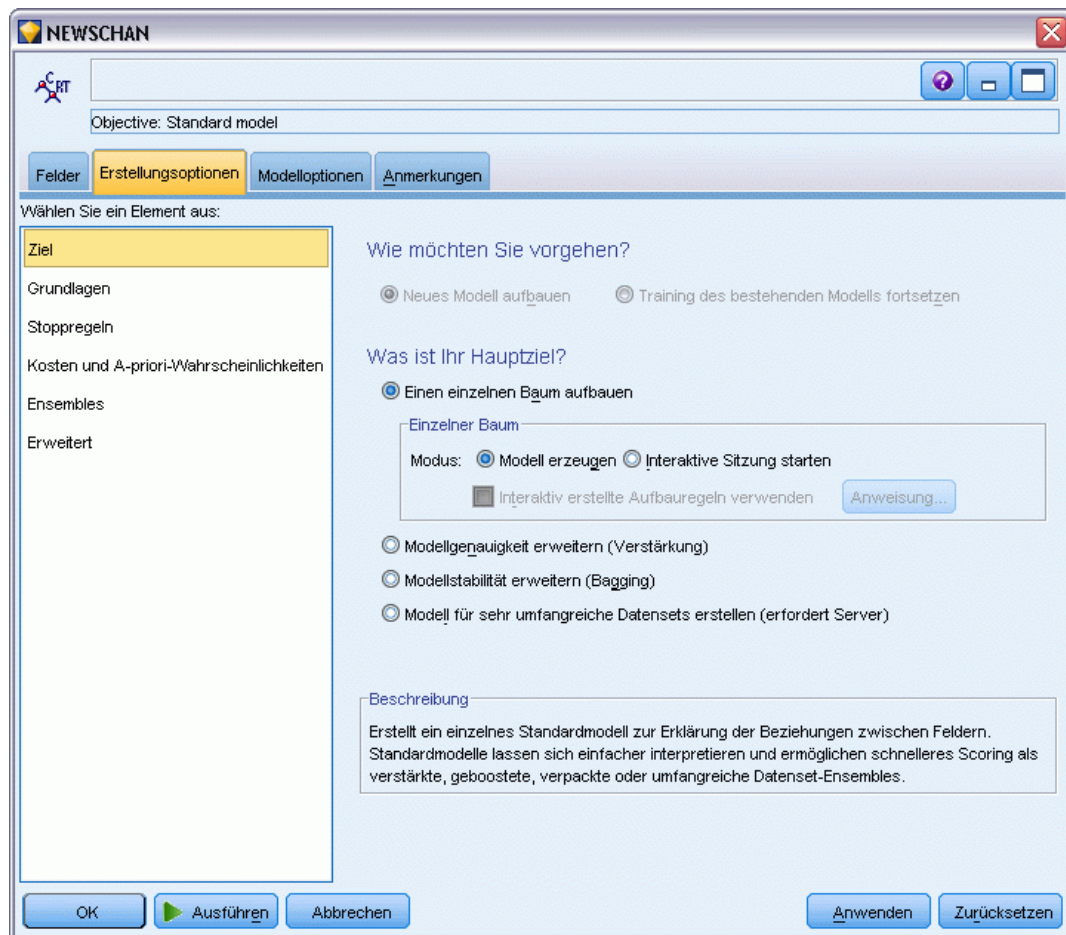 NEWSCHAN
C RT
Objective: Standard model
Felder Erstellungsoptionen Modelloptionen Anmerkungen
Wählen Sie ein Element aus:
Ziel
Grundlagen
Stoppregeln
Kosten und A-priori-Wahrscheinlichkeiten
Ensembles
Erweitert
Wie möchten Sie vorgehen?
Neues Modell aufbauen Training des bestehenden Modells fortsetzen
Was ist Ihr Hauptziel?
Einen einzelnen Baum aufbauen
Einzelner Baum
Modus: Modell erzeugen Interaktive Sitzung starten
Interaktiv erstellte Aufbauregeln verwenden Anweisung...
Modellgenauigkeit erweitern (Verstärkung)
Modellstabilität erweitern (Bagging)
Modell für sehr umfangreiche Datensets erstellen (erfordert Server)
Beschreibung
Erstellt ein einzelnes Standardmodell zur Erklärung der Beziehungen zwischen Feldern.
Standardmodelle lassen sich einfacher interpretieren und ermöglichen schnelleres Scoring als
verstärkte, geboostete, verpackte oder umfangreiche Datenset-Ensembles.
OK Ausführen Abbrechen Anwenden Zurücksetzen